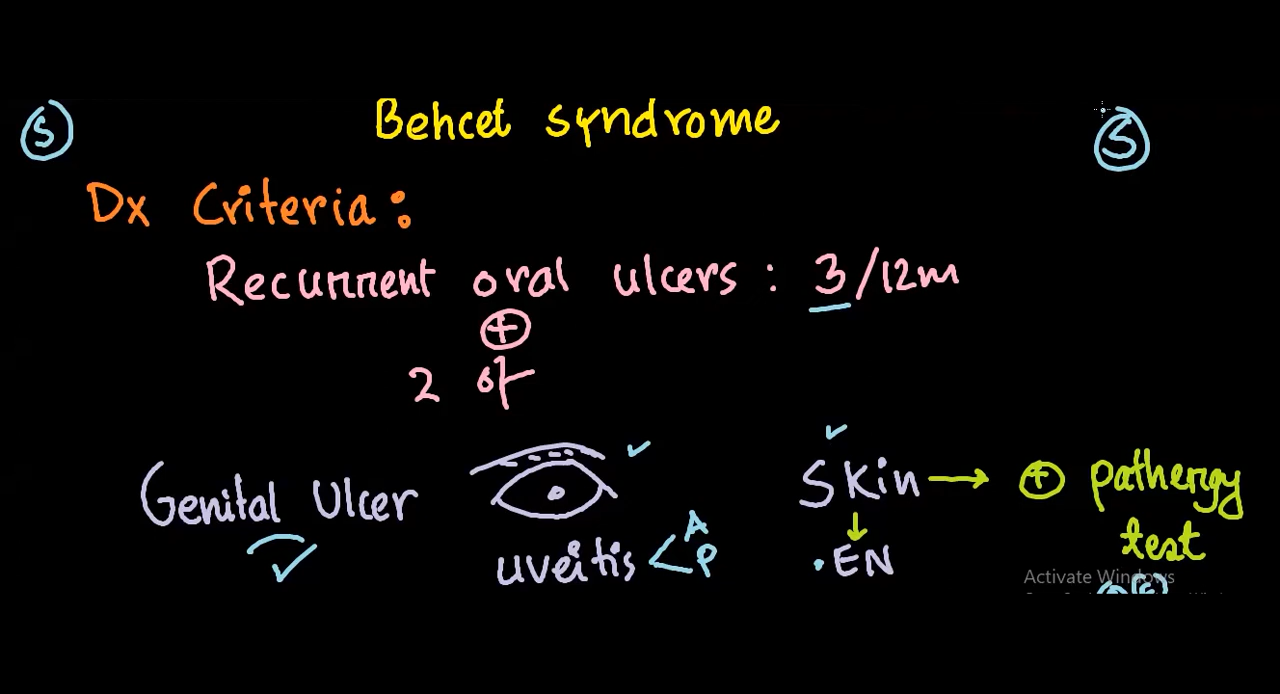 S Behcet syndrome S
Dx Criteria:
Recurrent oral ulcers : 3/12m
+
2 of
Genital Ulcer
uveitis < A P
Skin → + pathergy test
↓
• EN
Activate Windows